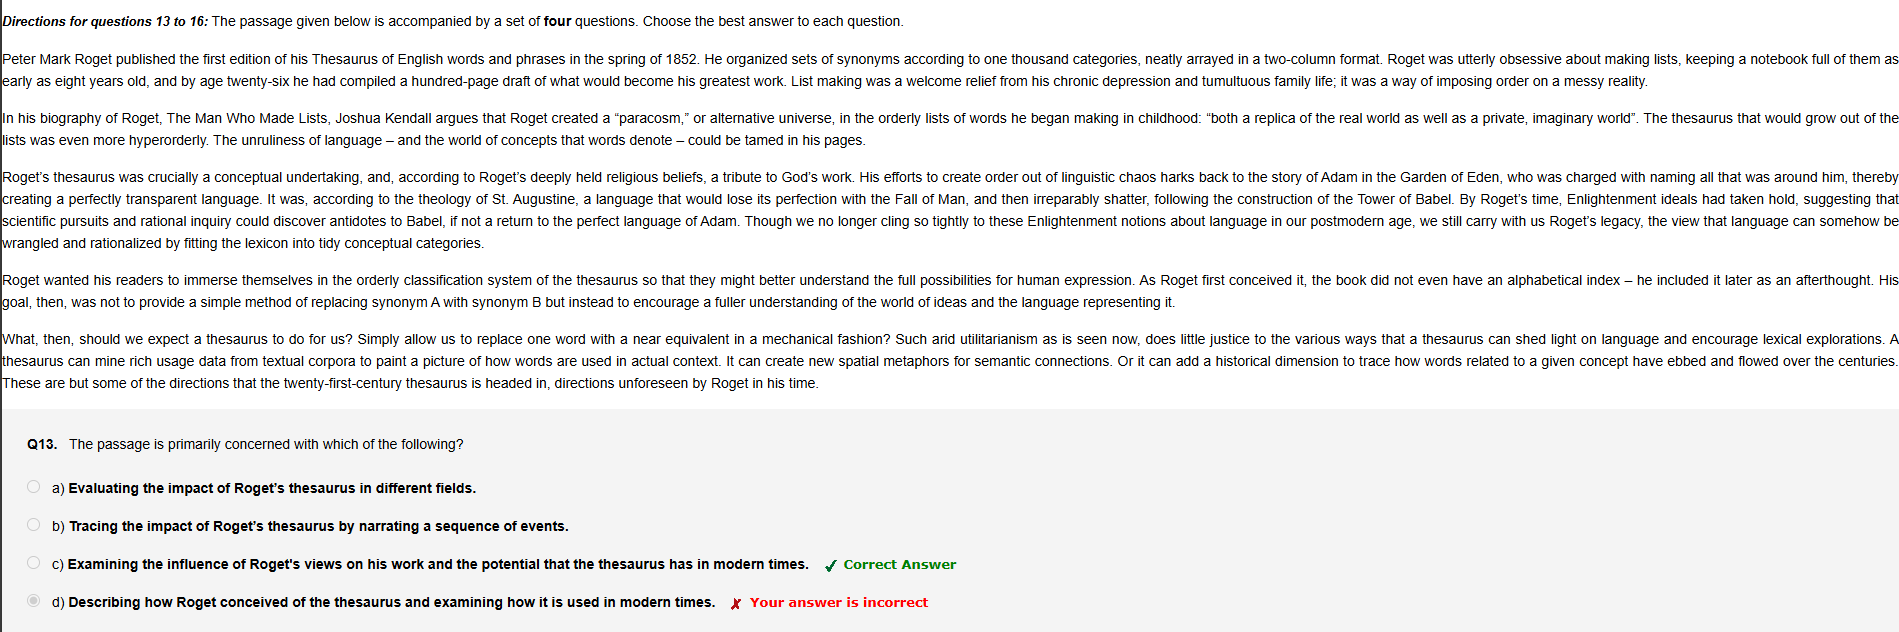 Directions for questions 13 to 16: The passage given below is accompanied by a set of four questions. Choose the best answer to each question.
Peter Mark Roget published the first edition of his Thesaurus of English words and phrases in the spring of 1852. He organized sets of synonyms according to one thousand categories, neatly arrayed in a two-column format. Roget was utterly obsessive about making lists, keeping a notebook full of them as
early as eight years old, and by age twenty-six he had compiled a hundred-page draft of what would become his greatest work. List making was a welcome relief from his chronic depression and tumultuous family life; it was a way of imposing order on a messy reality.
In his biography of Roget, The Man Who Made Lists, Joshua Kendall argues that Roget created a “paracosm,” or alternative universe, in the orderly lists of words he began making in childhood: “both a replica of the real world as well as a private, imaginary world”. The thesaurus that would grow out of the
lists was even more hyperorderly. The unruliness of language – and the world of concepts that words denote – could be tamed in his pages.
Roget’s thesaurus was crucially a conceptual undertaking, and, according to Roget’s deeply held religious beliefs, a tribute to God’s work. His efforts to create order out of linguistic chaos harks back to the story of Adam in the Garden of Eden, who was charged with naming all that was around him, thereby
creating a perfectly transparent language. It was, according to the theology of St. Augustine, a language that would lose its perfection with the Fall of Man, and then irreparably shatter, following the construction of the Tower of Babel. By Roget’s time, Enlightenment ideals had taken hold, suggesting that
scientific pursuits and rational inquiry could discover antidotes to Babel, if not a return to the perfect language of Adam. Though we no longer cling so tightly to these Enlightenment notions about language in our postmodern age, we still carry with us Roget’s legacy, the view that language can somehow be
wrangled and rationalized by fitting the lexicon into tidy conceptual categories.
Roget wanted his readers to immerse themselves in the orderly classification system of the thesaurus so that they might better understand the full possibilities for human expression. As Roget first conceived it, the book did not even have an alphabetical index – he included it later as an afterthought. His
goal, then, was not to provide a simple method of replacing synonym A with synonym B but instead to encourage a fuller understanding of the world of ideas and the language representing it.
What, then, should we expect a thesaurus to do for us? Simply allow us to replace one word with a near equivalent in a mechanical fashion? Such arid utilitarianism as is seen now, does little justice to the various ways that a thesaurus can shed light on language and encourage lexical explorations. A
thesaurus can mine rich usage data from textual corpora to paint a picture of how words are used in actual context. It can create new spatial metaphors for semantic connections. Or it can add a historical dimension to trace how words related to a given concept have ebbed and flowed over the centuries.
These are but some of the directions that the twenty-first-century thesaurus is headed in, directions unforeseen by Roget in his time.
Q13. The passage is primarily concerned with which of the following?
a) Evaluating the impact of Roget’s thesaurus in different fields.
b) Tracing the impact of Roget’s thesaurus by narrating a sequence of events.
c) Examining the influence of Roget's views on his work and the potential that the thesaurus has in modern times. ✓ Correct Answer
d) Describing how Roget conceived of the thesaurus and examining how it is used in modern times. ✗ Your answer is incorrect